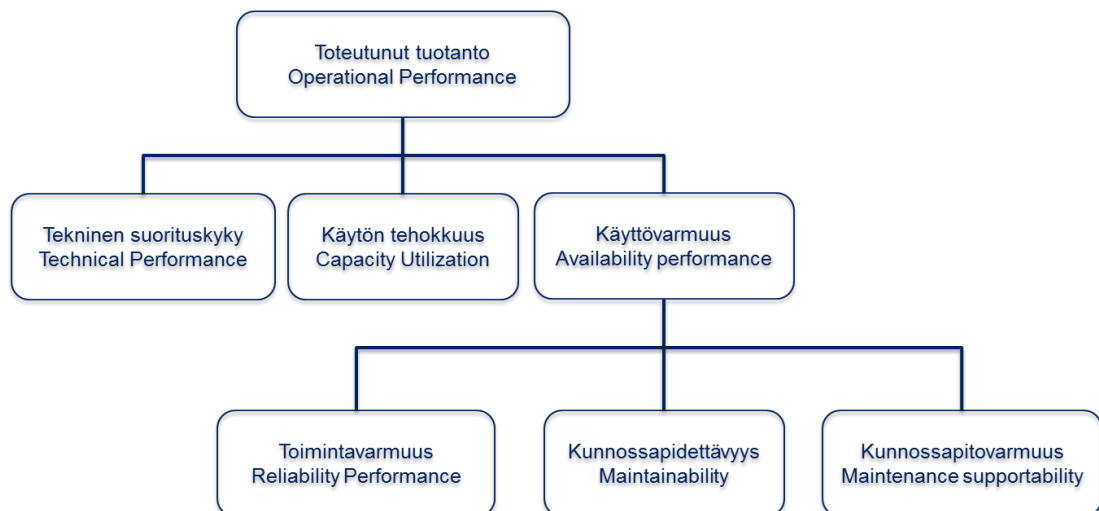 Toteutunut tuotanto
Operational Performance
Tekninen suorituskyky
Technical Performance
Käytön tehokkuus
Capacity Utilization
Käyttövarmuus
Availability performance
Toimintavarmuus
Reliability Performance
Kunnossapidettävyys
Maintainability
Kunnossapitovarmuus
Maintenance supportability